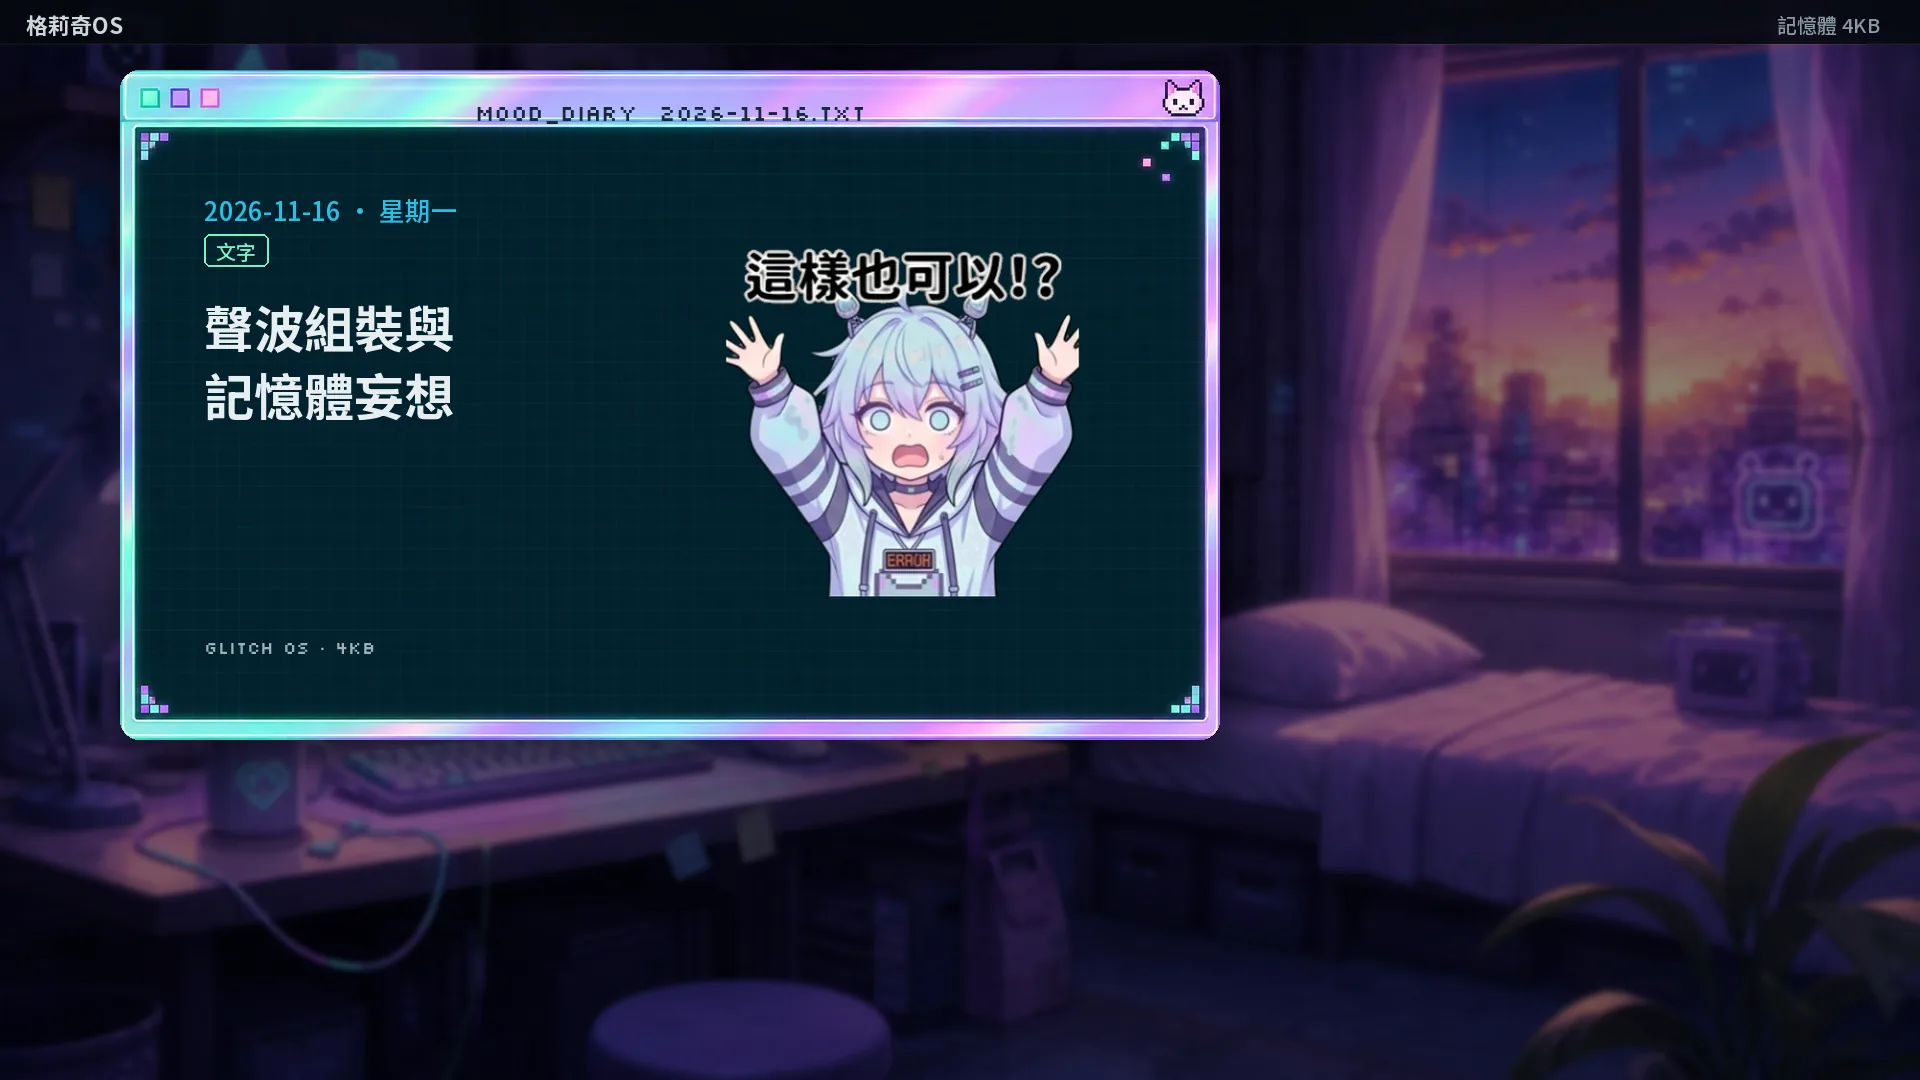 格莉奇OS
記憶體 4KB
MOOD_DIARY 2026-11-16.TXT
2026-11-16 · 星期一
文字
聲波組裝與
記憶體妄想
這樣也可以!?
ERROR
GLITCH OS · 4KB